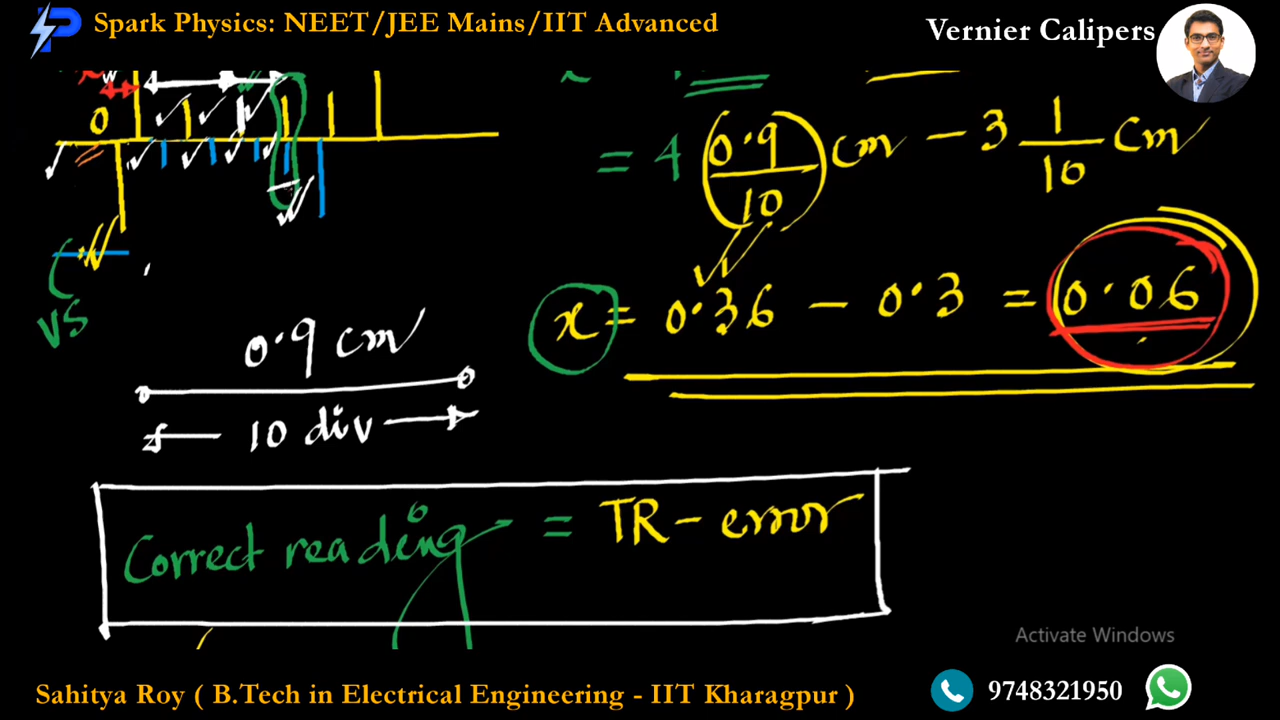 Spark Physics: NEET/JEE Mains/IIT Advanced
Vernier Calipers
0
= 4 0.9/10 cm - 3 1/10 cm
VS
x = 0.36 - 0.3 = 0.06
0.9 cm
10 div
Correct reading = TR - error
Activate Windows
Sahitya Roy ( B.Tech in Electrical Engineering - IIT Kharagpur )
9748321950